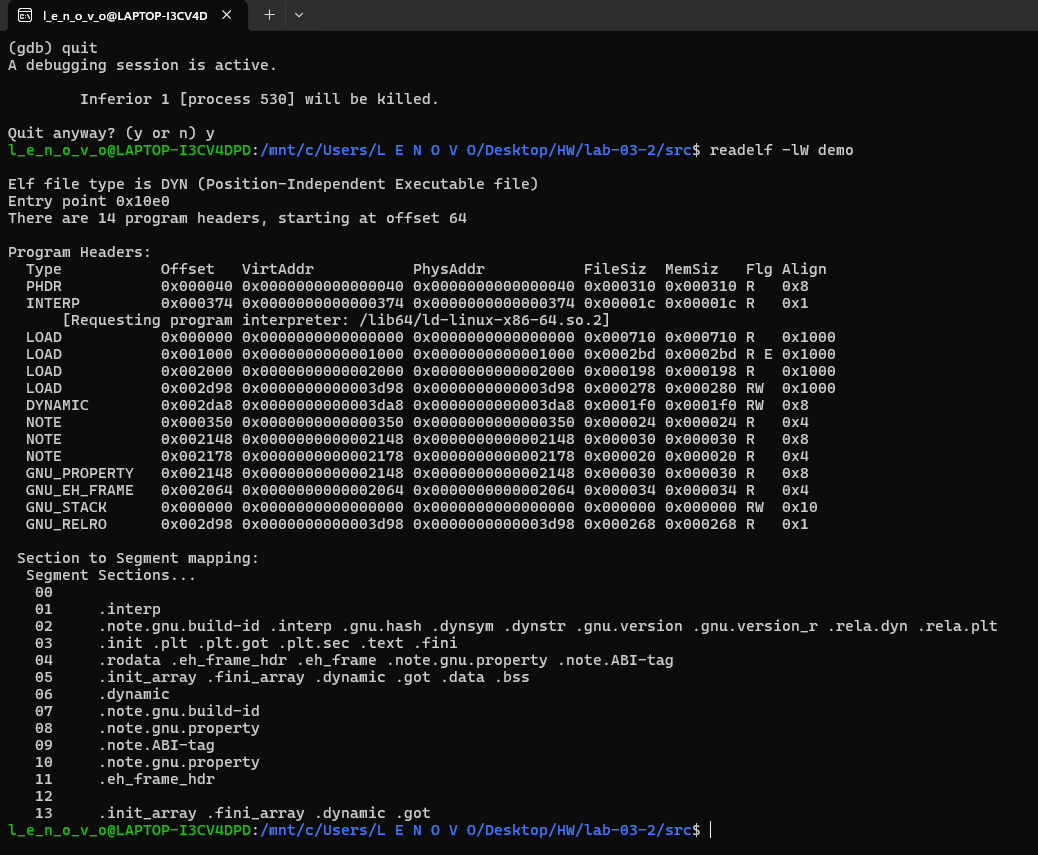 l_e_n_o_v_o@LAPTOP-I3CV4D
(gdb) quit
A debugging session is active.
        Inferior 1 [process 530] will be killed.
Quit anyway? (y or n) y
l_e_n_o_v_o@LAPTOP-I3CV4DPD:/mnt/c/Users/L E N O V O/Desktop/HW/lab-03-2/src$ readelf -lW demo
Elf file type is DYN (Position-Independent Executable file)
Entry point 0x10e0
There are 14 program headers, starting at offset 64
Program Headers:
  Type           Offset   VirtAddr           PhysAddr           FileSiz  MemSiz   Flg Align
  PHDR           0x000040 0x0000000000000040 0x0000000000000040 0x000310 0x000310 R   0x8
  INTERP         0x000374 0x0000000000000374 0x0000000000000374 0x00001c 0x00001c R   0x1
      [Requesting program interpreter: /lib64/ld-linux-x86-64.so.2]
  LOAD           0x000000 0x0000000000000000 0x0000000000000000 0x000710 0x000710 R   0x1000
  LOAD           0x001000 0x0000000000001000 0x0000000000001000 0x0002bd 0x0002bd R E 0x1000
  LOAD           0x002000 0x0000000000002000 0x0000000000002000 0x000198 0x000198 R   0x1000
  LOAD           0x002d98 0x0000000000003d98 0x0000000000003d98 0x000278 0x000280 RW  0x1000
  DYNAMIC        0x002da8 0x0000000000003da8 0x0000000000003da8 0x0001f0 0x0001f0 RW  0x8
  NOTE           0x000350 0x0000000000000350 0x0000000000000350 0x000024 0x000024 R   0x4
  NOTE           0x002148 0x0000000000002148 0x0000000000002148 0x000030 0x000030 R   0x8
  NOTE           0x002178 0x0000000000002178 0x0000000000002178 0x000020 0x000020 R   0x4
  GNU_PROPERTY   0x002148 0x0000000000002148 0x0000000000002148 0x000030 0x000030 R   0x8
  GNU_EH_FRAME   0x002064 0x0000000000002064 0x0000000000002064 0x000034 0x000034 R   0x4
  GNU_STACK      0x000000 0x0000000000000000 0x0000000000000000 0x000000 0x000000 RW  0x10
  GNU_RELRO      0x002d98 0x0000000000003d98 0x0000000000003d98 0x000268 0x000268 R   0x1
 Section to Segment mapping:
  Segment Sections...
   00
   01     .interp
   02     .note.gnu.build-id .interp .gnu.hash .dynsym .dynstr .gnu.version .gnu.version_r .rela.dyn .rela.plt
   03     .init .plt .plt.got .plt.sec .text .fini
   04     .rodata .eh_frame_hdr .eh_frame .note.gnu.property .note.ABI-tag
   05     .init_array .fini_array .dynamic .got .data .bss
   06     .dynamic
   07     .note.gnu.build-id
   08     .note.gnu.property
   09     .note.ABI-tag
   10     .note.gnu.property
   11     .eh_frame_hdr
   12
   13     .init_array .fini_array .dynamic .got
l_e_n_o_v_o@LAPTOP-I3CV4DPD:/mnt/c/Users/L E N O V O/Desktop/HW/lab-03-2/src$